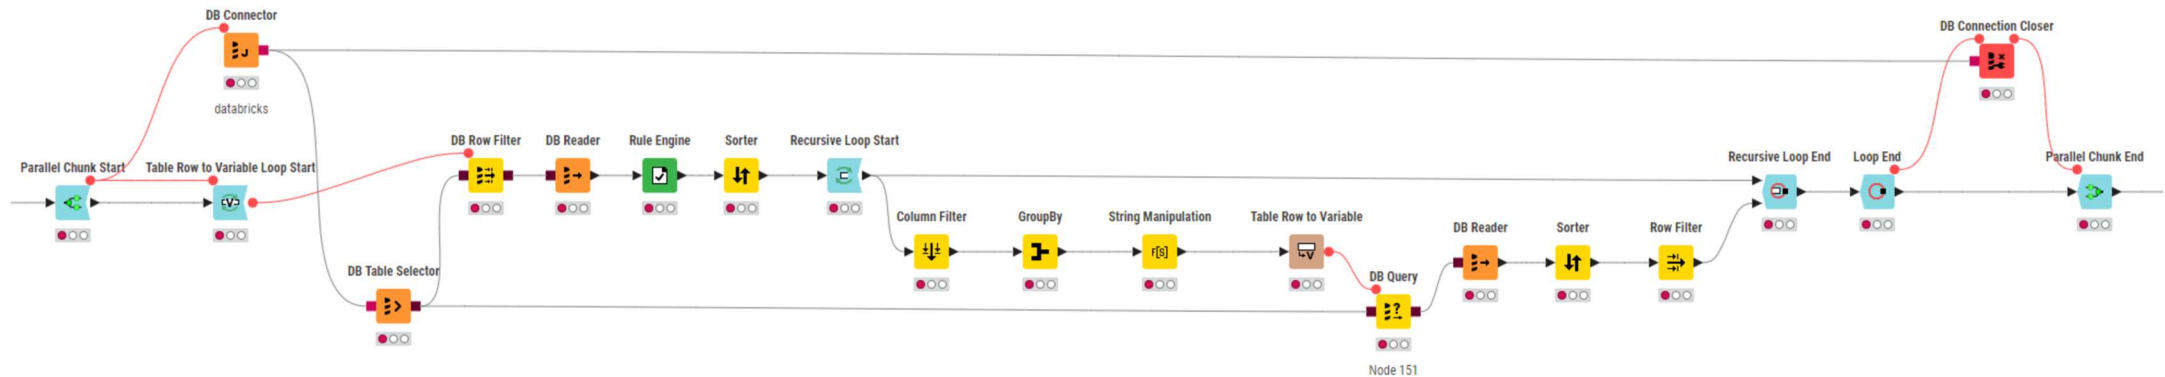 DB Connector
databricks
DB Connection Closer
Parallel Chunk Start
Table Row to Variable Loop Start
DB Row Filter
DB Reader
Rule Engine
Sorter
Recursive Loop Start
Recursive Loop End
Loop End
Parallel Chunk End
Column Filter
GroupBy
String Manipulation
Table Row to Variable
DB Reader
Sorter
Row Filter
DB Table Selector
DB Query
Node 151